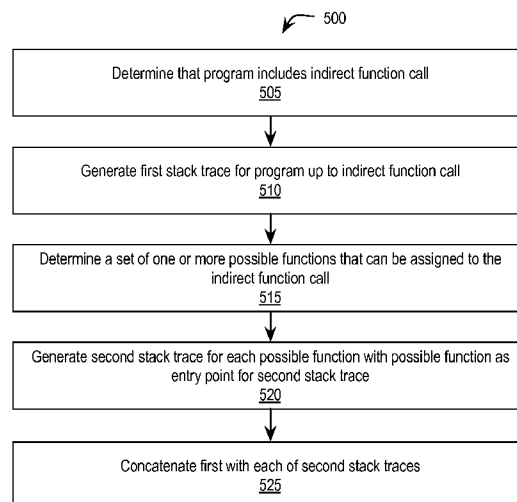 500
Determine that program includes indirect function call
505
Generate first stack trace for program up to indirect function call
510
Determine a set of one or more possible functions that can be assigned to the
indirect function call
515
Generate second stack trace for each possible function with possible function as
entry point for second stack trace
520
Concatenate first with each of second stack traces
525